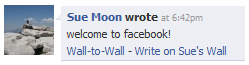 Sue Moon wrote at 6:42pm
welcome to facebook!
Wall-to-Wall - Write on Sue's Wall